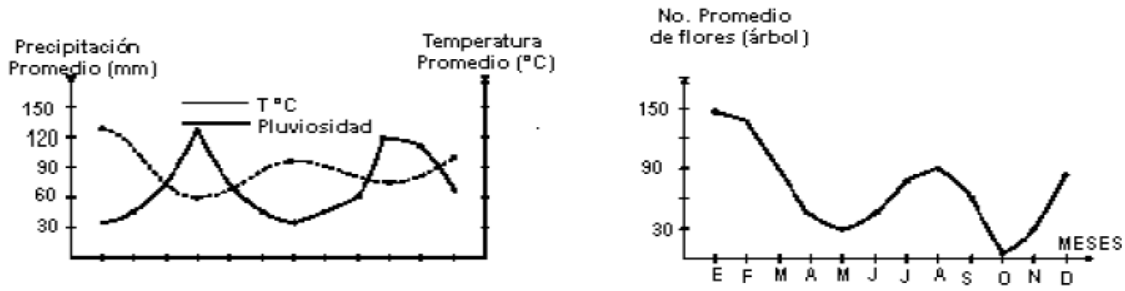 Precipitación
Promedio (mm)
Temperatura
Promedio (°C)
T °C
Pluviosidad
150
120
90
60
30
No. Promedio
de flores (árbol)
150
90
30
MESES
E F M A M J J A S O N D